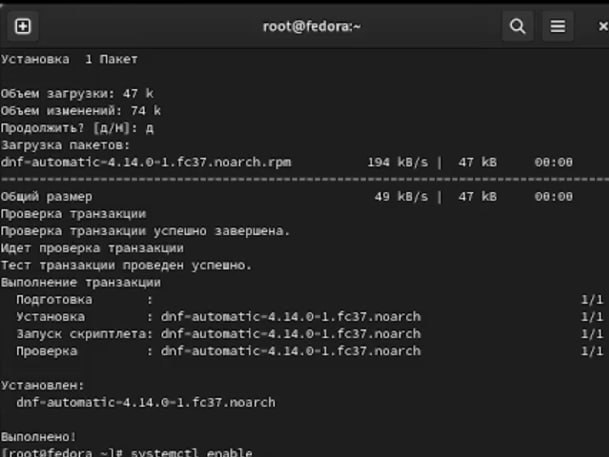 root@fedora:~
Установка 1 Пакет
Объем загрузки: 47 k
Объем изменений: 74 k
Продолжить? [д/Н]: д
Загрузка пакетов:
dnf-automatic-4.14.0-1.fc37.noarch.rpm 194 kB/s | 47 kB 00:00
--------------------------------------------------------------------------------
Общий размер 49 kB/s | 47 kB 00:00
Проверка транзакции
Проверка транзакции успешно завершена.
Идет проверка транзакции
Тест транзакции проведен успешно.
Выполнение транзакции
Подготовка : 1/1
Установка : dnf-automatic-4.14.0-1.fc37.noarch 1/1
Запуск скриптлета: dnf-automatic-4.14.0-1.fc37.noarch 1/1
Проверка : dnf-automatic-4.14.0-1.fc37.noarch 1/1
Установлен:
dnf-automatic-4.14.0-1.fc37.noarch
Выполнено!
[root@fedora ~]# systemctl enable